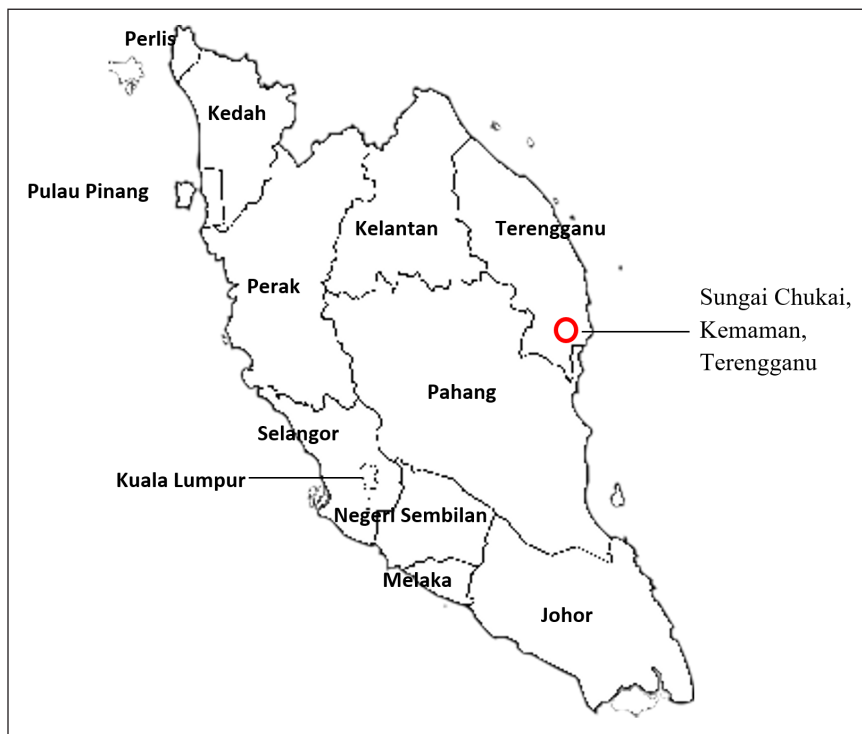 Perlis
Kedah
Pulau Pinang
Kelantan
Terengganu
Perak
Sungai Chukai,
Kemaman,
Terengganu
Pahang
Selangor
Kuala Lumpur
Negeri Sembilan
Melaka
Johor